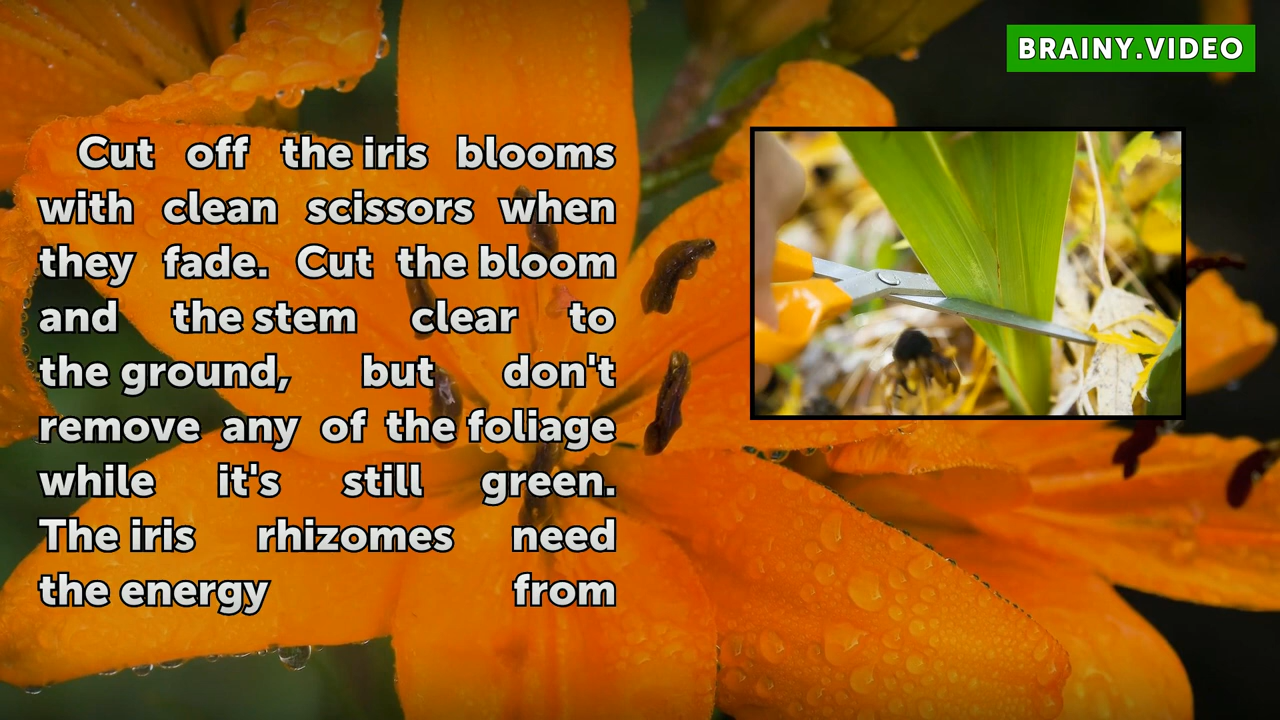 BRAINY.VIDEO
Cut off the iris blooms
with clean scissors when
they fade. Cut the bloom
and the stem clear to
the ground, but don't
remove any of the foliage
while it's still green.
The iris rhizomes need
the energy from